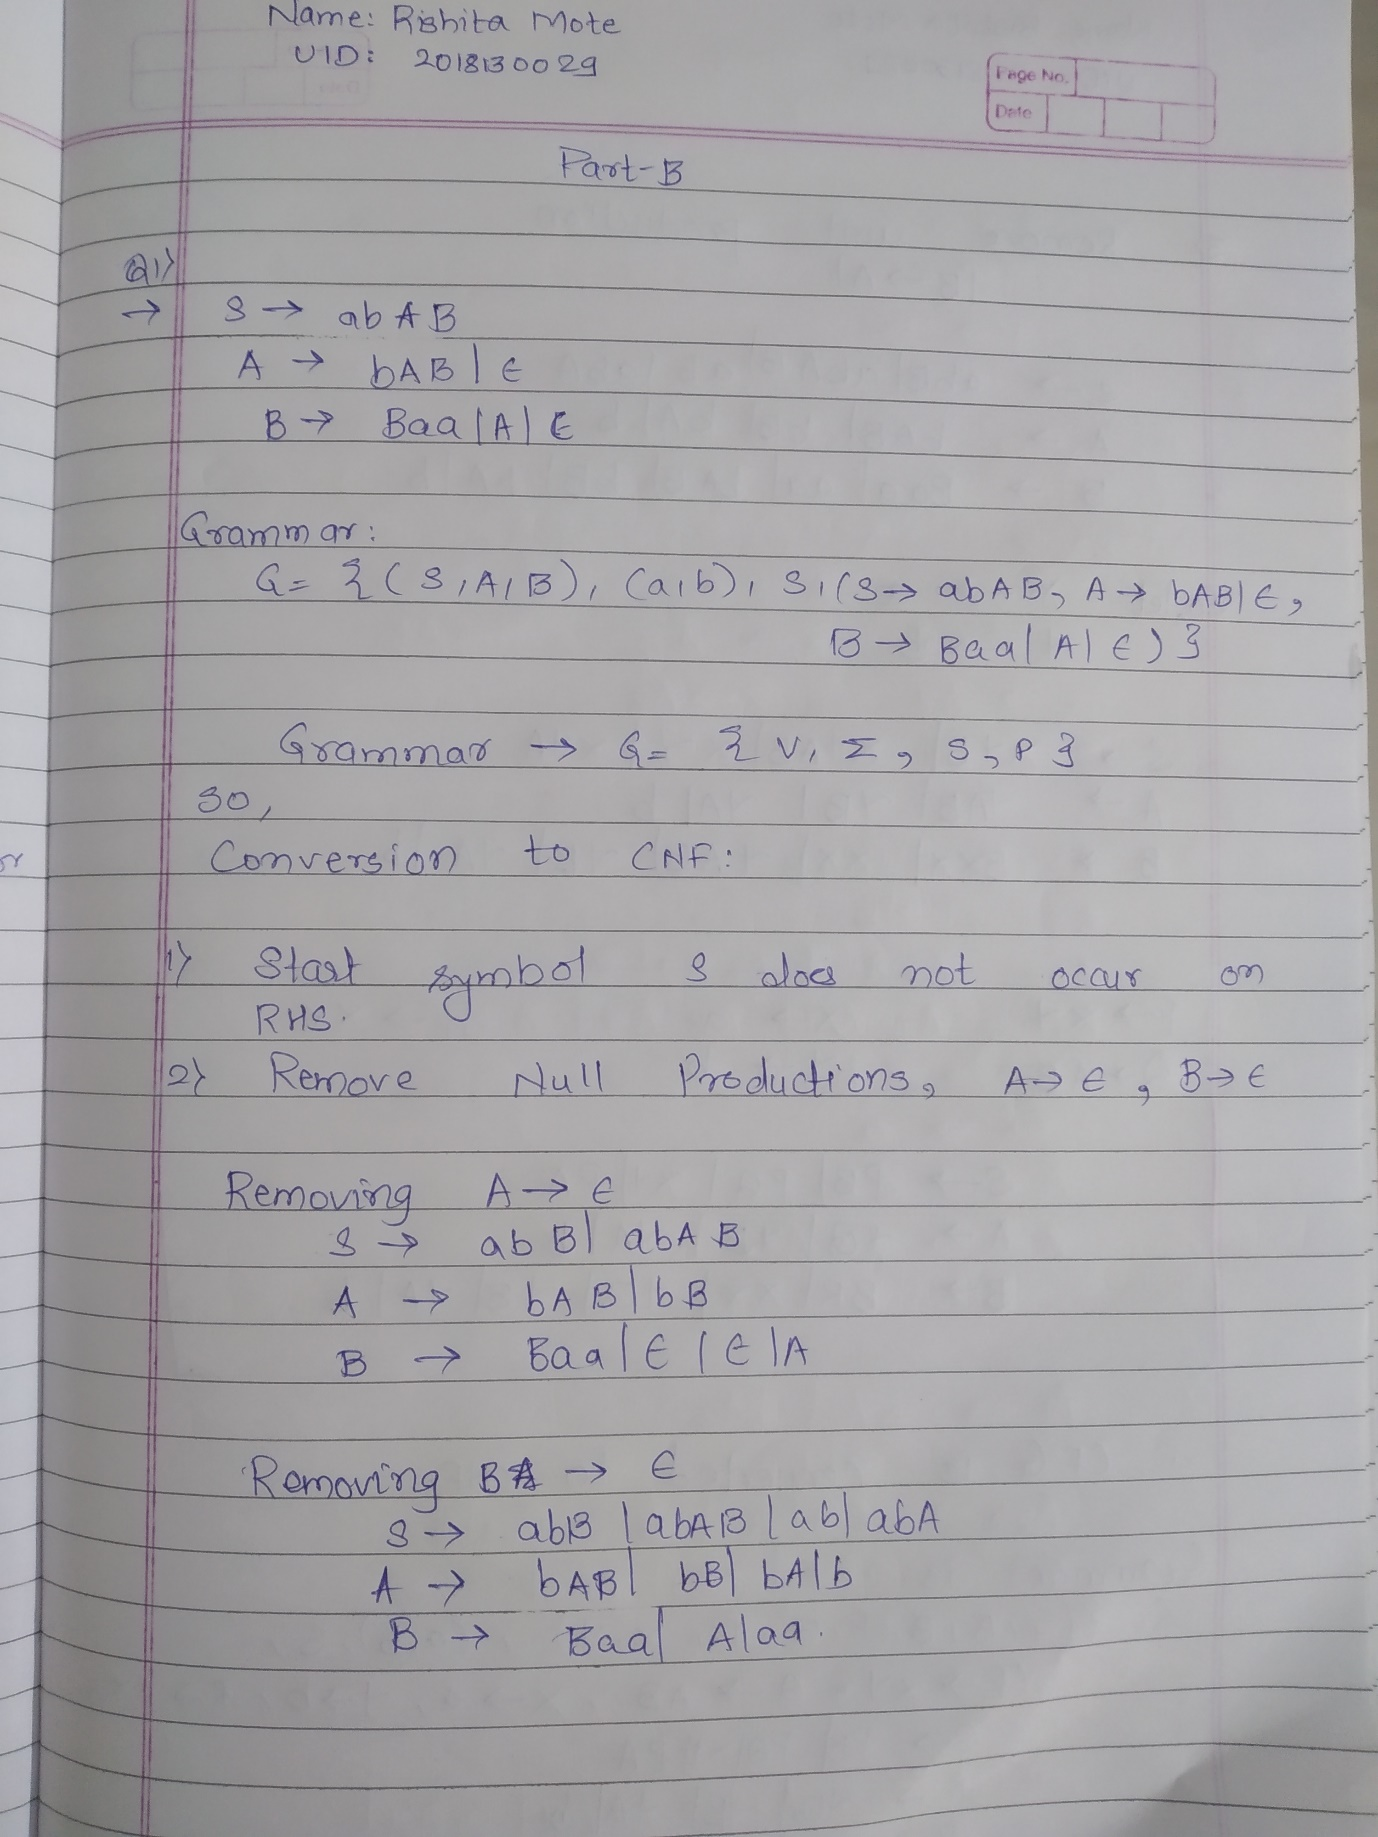 Name: Rishita Mote
UID: 2018130029
Page No.
Date
Part-B
Q1>
→ S → abAB
A → bAB | ε
B → Baa | A | ε
Grammar:
G = { (S, A, B), (a, b), S, (S → abAB, A → bAB | ε,
B → Baa | A | ε) }
Grammar → G = { V, Σ, S, P }
So,
Conversion to CNF:
1> Start symbol S does not occur on
RHS.
2> Remove Null Productions, A → ε, B → ε
Removing A → ε
S → abB | abAB
A → bAB | bB
B → Baa | ε | ε | A
Removing B → ε
S → abB | abAB | ab | abA
A → bAB | bB | bA | b
B → Baa | A | aa.